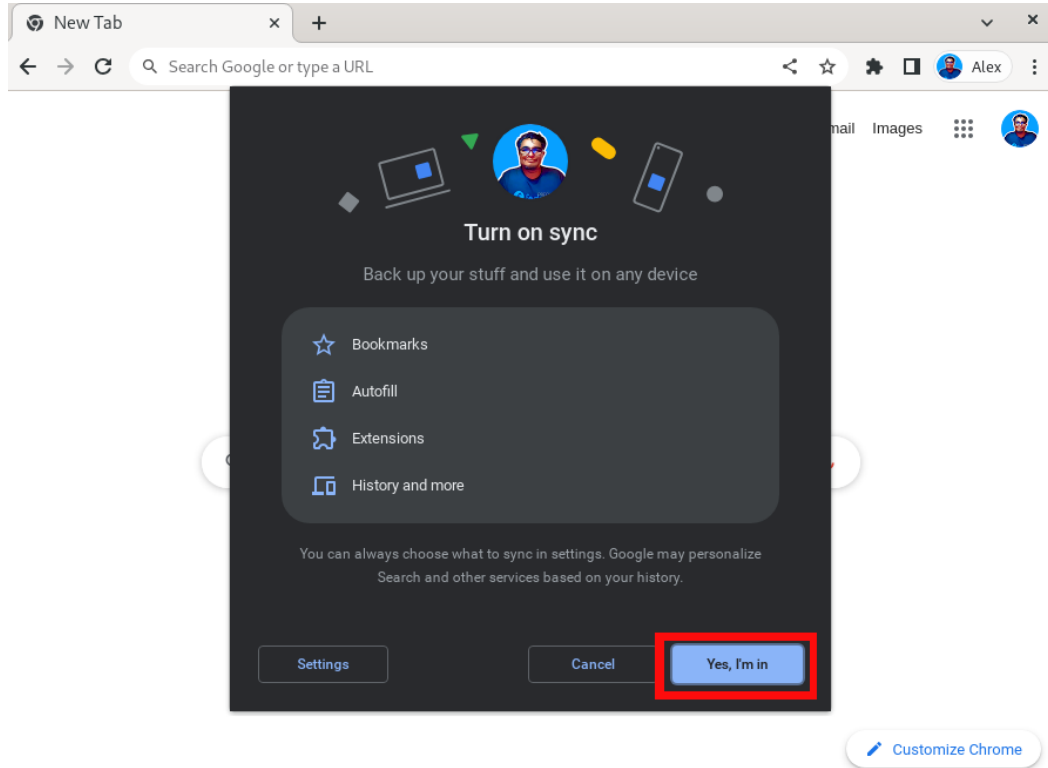 New Tab
Search Google or type a URL
Alex
mail Images
Turn on sync
Back up your stuff and use it on any device
Bookmarks
Autofill
Extensions
History and more
You can always choose what to sync in settings. Google may personalize
Search and other services based on your history.
Settings Cancel Yes, I'm in
Customize Chrome